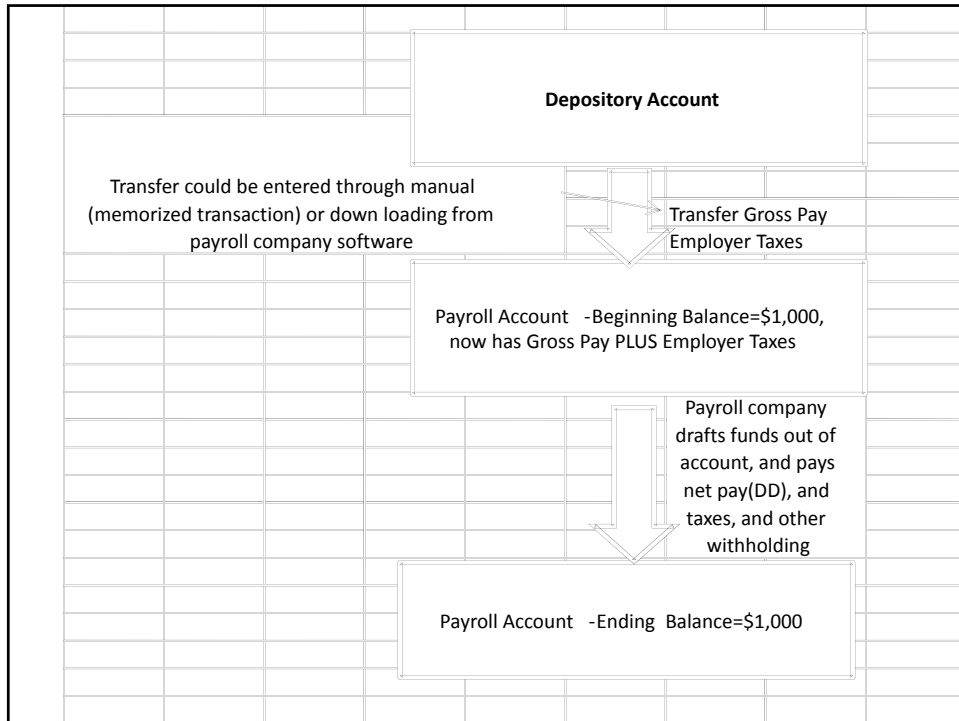 Depository Account
Transfer could be entered through manual
(memorized transaction) or down loading from
payroll company software
Transfer Gross Pay
Employer Taxes
Payroll Account -Beginning Balance=$1,000,
now has Gross Pay PLUS Employer Taxes
Payroll company
drafts funds out of
account, and pays
net pay(DD), and
taxes, and other
withholding
Payroll Account -Ending Balance=$1,000